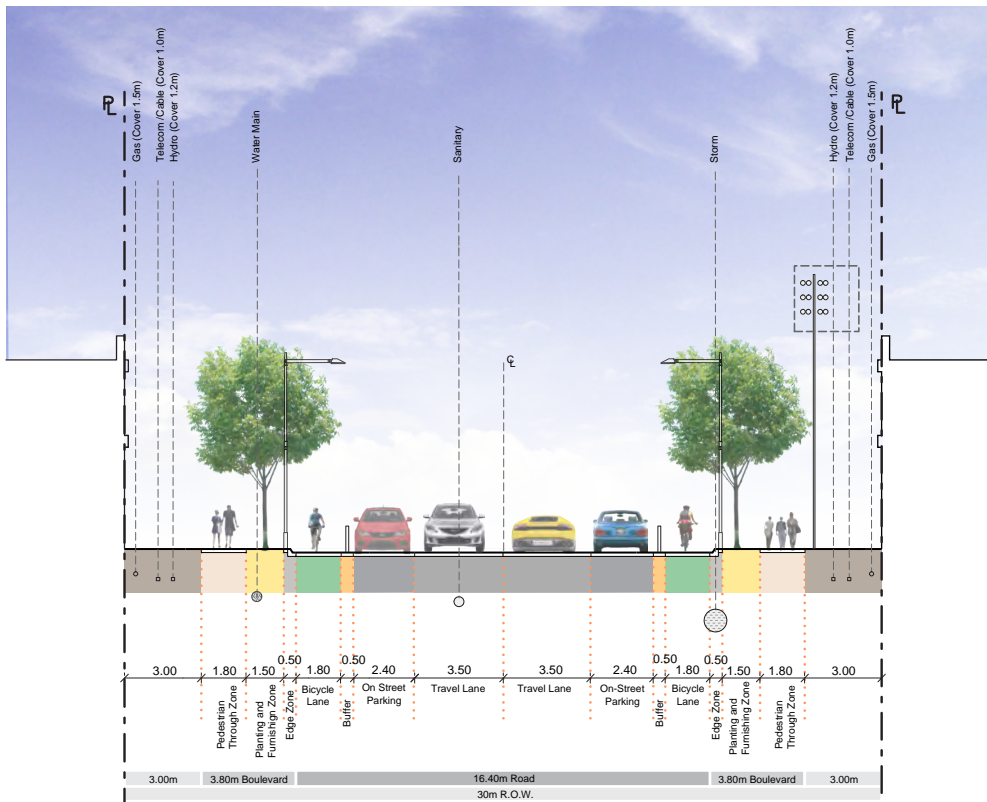 Gas (Cover 1.5m)
Telecom /Cable (Cover 1.0m)
Hydro (Cover 1.2m)
Water Main
Sanitary
Storm
Hydro (Cover 1.2m)
Telecom /Cable (Cover 1.0m)
Gas (Cover 1.5m)
PL
PL
CL
3.00
1.80
1.50
0.50
1.80
0.50
2.40
3.50
3.50
2.40
0.50
1.80
0.50
1.50
1.80
3.00
Pedestrian
Through Zone
Planting and
Furnishign Zone
Edge Zone
Bicycle
Lane
Buffer
On Street
Parking
Travel Lane
Travel Lane
On-Street
Parking
Buffer
Bicycle
Lane
Edge Zone
Planting and
Furnishing Zone
Pedestrian
Through Zone
3.00m
3.80m Boulevard
16.40m Road
3.80m Boulevard
3.00m
30m R.O.W.